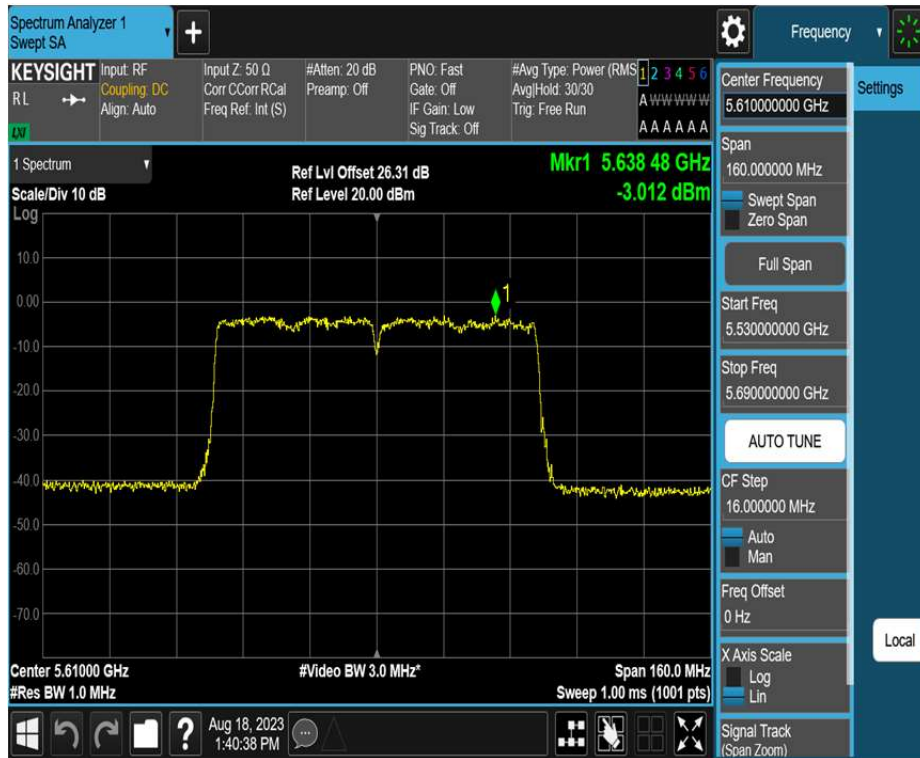 Spectrum Analyzer 1
Swept SA
+
Frequency
KEYSIGHT
R L
LXI
Input: RF
Coupling: DC
Align: Auto
Input Z: 50 Ω
Corr CCorr RCal
Freq Ref: Int (S)
#Atten: 20 dB
Preamp: Off
PNO: Fast
Gate: Off
IF Gain: Low
Sig Track: Off
#Avg Type: Power (RMS
Avg|Hold: 30/30
Trig: Free Run
1 2 3 4 5 6
A W W W W W
A A A A A A
1 Spectrum
Scale/Div 10 dB
Log
Ref Lvl Offset 26.31 dB
Ref Level 20.00 dBm
Mkr1 5.638 48 GHz
-3.012 dBm
10.0
0.00
-10.0
-20.0
-30.0
-40.0
-50.0
-60.0
-70.0
1
Center 5.61000 GHz
#Res BW 1.0 MHz
#Video BW 3.0 MHz*
Span 160.0 MHz
Sweep 1.00 ms (1001 pts)
?
Aug 18, 2023
1:40:38 PM
Center Frequency
5.610000000 GHz
Span
160.000000 MHz
Swept Span
Zero Span
Full Span
Start Freq
5.530000000 GHz
Stop Freq
5.690000000 GHz
AUTO TUNE
CF Step
16.000000 MHz
Auto
Man
Freq Offset
0 Hz
X Axis Scale
Log
Lin
Signal Track
(Span Zoom)
Settings
Local